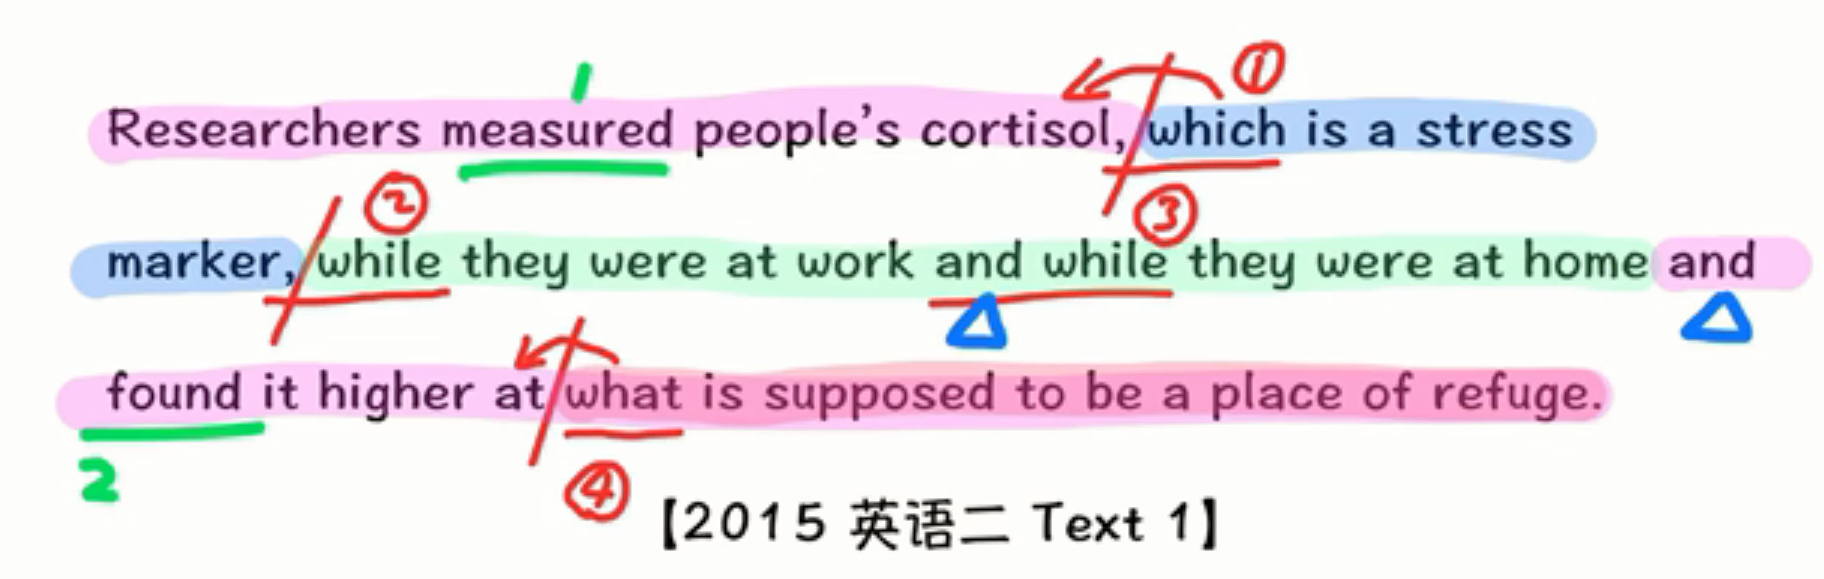 1 ①
Researchers measured people's cortisol, which is a stress
② ③
marker, while they were at work and while they were at home and
found it higher at what is supposed to be a place of refuge.
2 ④
【2015 英语二 Text 1】